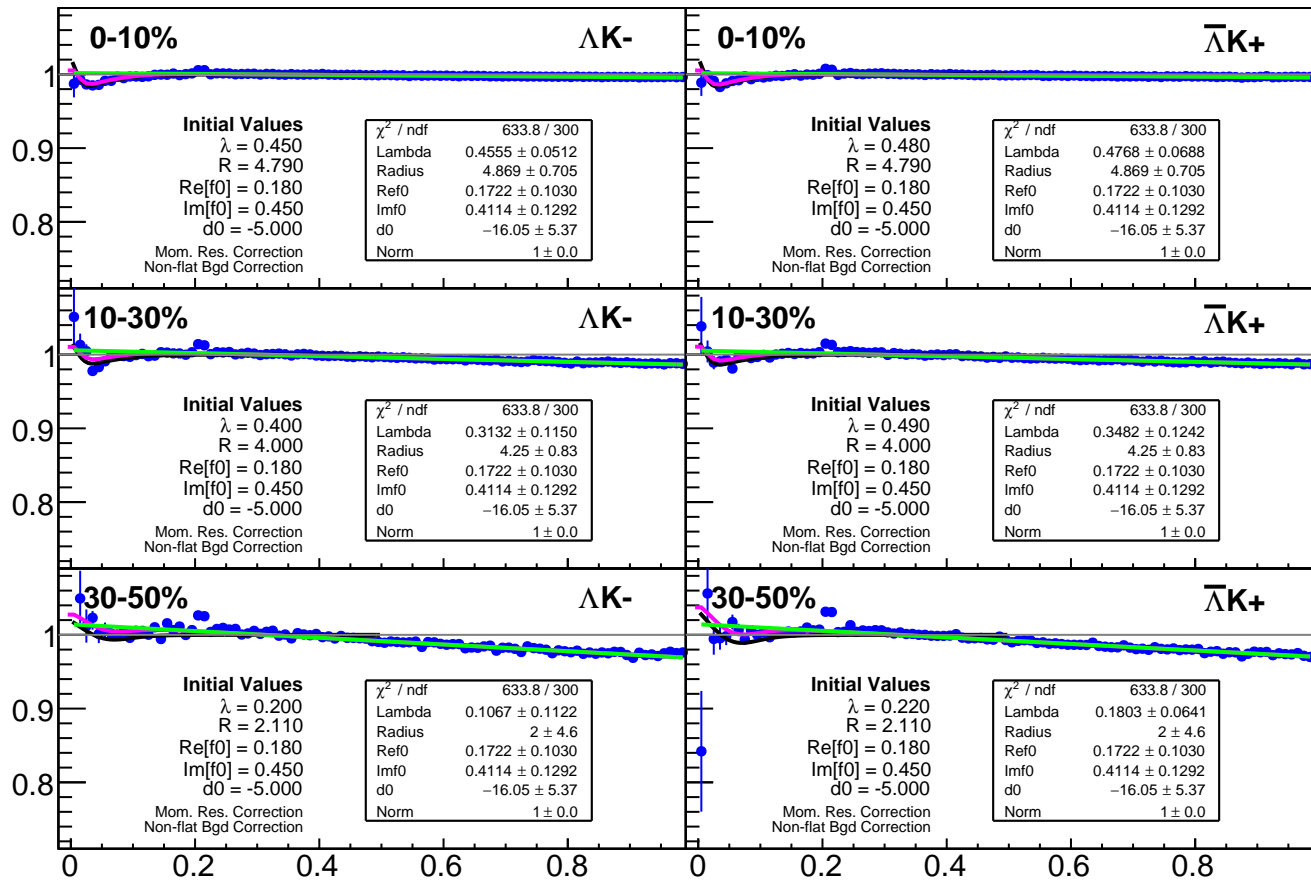 0-10%
ΛK-
1
0.9
0.8
Initial Values
λ = 0.450
R = 4.790
Re[f0] = 0.180
Im[f0] = 0.450
d0 = -5.000
Mom. Res. Correction
Non-flat Bgd Correction
χ² / ndf 633.8 / 300
Lambda 0.4555 ± 0.0512
Radius 4.869 ± 0.705
Ref0 0.1722 ± 0.1030
Imf0 0.4114 ± 0.1292
d0 −16.05 ± 5.37
Norm 1 ± 0.0
0-10%
Λ̅K+
Initial Values
λ = 0.480
R = 4.790
Re[f0] = 0.180
Im[f0] = 0.450
d0 = -5.000
Mom. Res. Correction
Non-flat Bgd Correction
χ² / ndf 633.8 / 300
Lambda 0.4768 ± 0.0688
Radius 4.869 ± 0.705
Ref0 0.1722 ± 0.1030
Imf0 0.4114 ± 0.1292
d0 −16.05 ± 5.37
Norm 1 ± 0.0
10-30%
ΛK-
1
0.9
0.8
Initial Values
λ = 0.400
R = 4.000
Re[f0] = 0.180
Im[f0] = 0.450
d0 = -5.000
Mom. Res. Correction
Non-flat Bgd Correction
χ² / ndf 633.8 / 300
Lambda 0.3132 ± 0.1150
Radius 4.25 ± 0.83
Ref0 0.1722 ± 0.1030
Imf0 0.4114 ± 0.1292
d0 −16.05 ± 5.37
Norm 1 ± 0.0
10-30%
Λ̅K+
Initial Values
λ = 0.490
R = 4.000
Re[f0] = 0.180
Im[f0] = 0.450
d0 = -5.000
Mom. Res. Correction
Non-flat Bgd Correction
χ² / ndf 633.8 / 300
Lambda 0.3482 ± 0.1242
Radius 4.25 ± 0.83
Ref0 0.1722 ± 0.1030
Imf0 0.4114 ± 0.1292
d0 −16.05 ± 5.37
Norm 1 ± 0.0
30-50%
ΛK-
1
0.9
0.8
Initial Values
λ = 0.200
R = 2.110
Re[f0] = 0.180
Im[f0] = 0.450
d0 = -5.000
Mom. Res. Correction
Non-flat Bgd Correction
χ² / ndf 633.8 / 300
Lambda 0.1067 ± 0.1122
Radius 2 ± 4.6
Ref0 0.1722 ± 0.1030
Imf0 0.4114 ± 0.1292
d0 −16.05 ± 5.37
Norm 1 ± 0.0
30-50%
Λ̅K+
Initial Values
λ = 0.220
R = 2.110
Re[f0] = 0.180
Im[f0] = 0.450
d0 = -5.000
Mom. Res. Correction
Non-flat Bgd Correction
χ² / ndf 633.8 / 300
Lambda 0.1803 ± 0.0641
Radius 2 ± 4.6
Ref0 0.1722 ± 0.1030
Imf0 0.4114 ± 0.1292
d0 −16.05 ± 5.37
Norm 1 ± 0.0
0 0.2 0.4 0.6 0.8 0 0.2 0.4 0.6 0.8